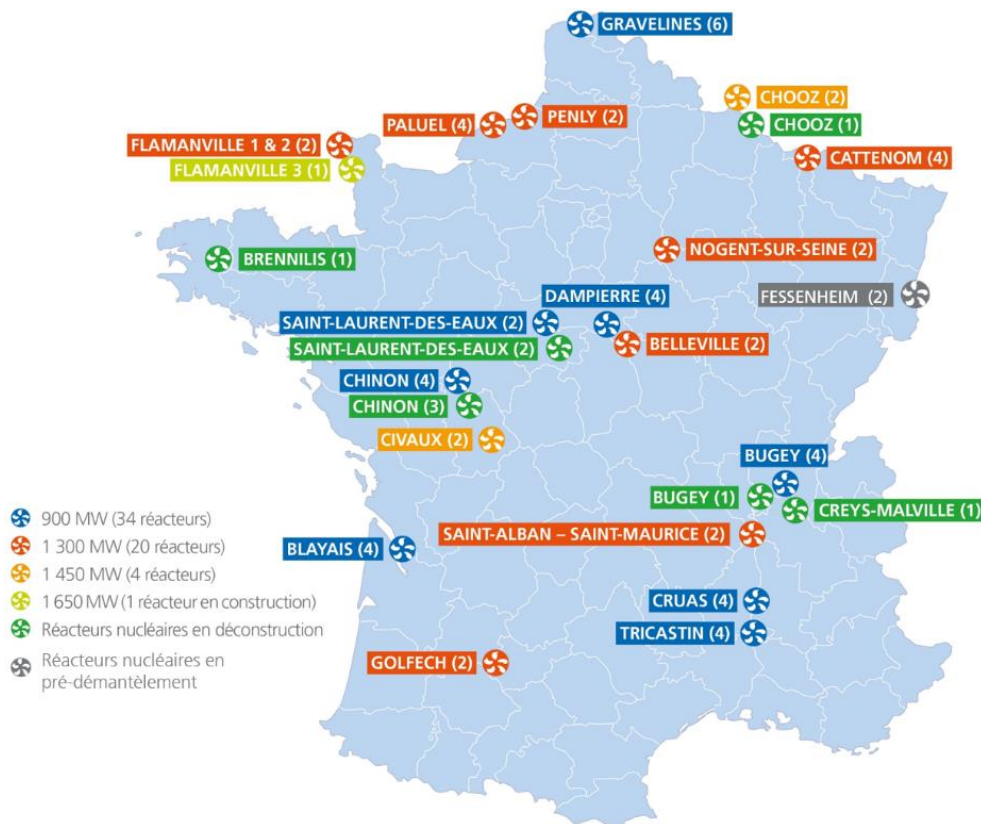 GRAVELINES (6)
CHOOZ (2)
CHOOZ (1)
PALUEL (4)
PENLY (2)
FLAMANVILLE 1 & 2 (2)
FLAMANVILLE 3 (1)
CATTENOM (4)
BRENNILIS (1)
NOGENT-SUR-SEINE (2)
DAMPIERRE (4)
FESSENHEIM (2)
SAINT-LAURENT-DES-EAUX (2)
SAINT-LAURENT-DES-EAUX (2)
BELLEVILLE (2)
CHINON (4)
CHINON (3)
CIVAUX (2)
BUGEY (4)
BUGEY (1)
CREYS-MALVILLE (1)
SAINT-ALBAN – SAINT-MAURICE (2)
BLAYAIS (4)
CRUAS (4)
TRICASTIN (4)
GOLFECH (2)
900 MW (34 réacteurs)
1 300 MW (20 réacteurs)
1 450 MW (4 réacteurs)
1 650 MW (1 réacteur en construction)
Réacteurs nucléaires en déconstruction
Réacteurs nucléaires en
pré-démantèlement